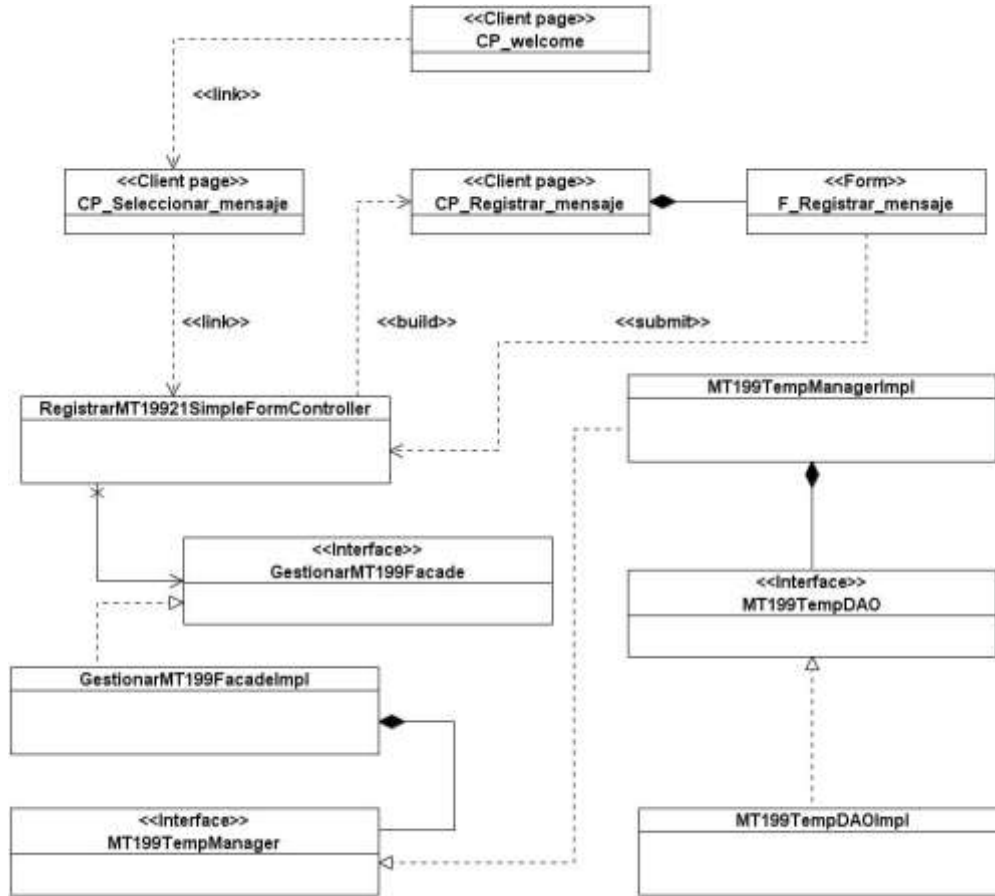 <<Client page>>
CP_welcome
<<link>>
<<Client page>>
CP_Seleccionar_mensaje
<<Client page>>
CP_Registrar_mensaje
<<Form>>
F_Registrar_mensaje
<<link>>
<<build>>
<<submit>>
RegistrarMT19921SimpleFormController
MT199TempManagerImpl
<<Interface>>
GestionarMT199Facade
<<Interface>>
MT199TempDAO
GestionarMT199FacadeImpl
<<Interface>>
MT199TempManager
MT199TempDAOImpl